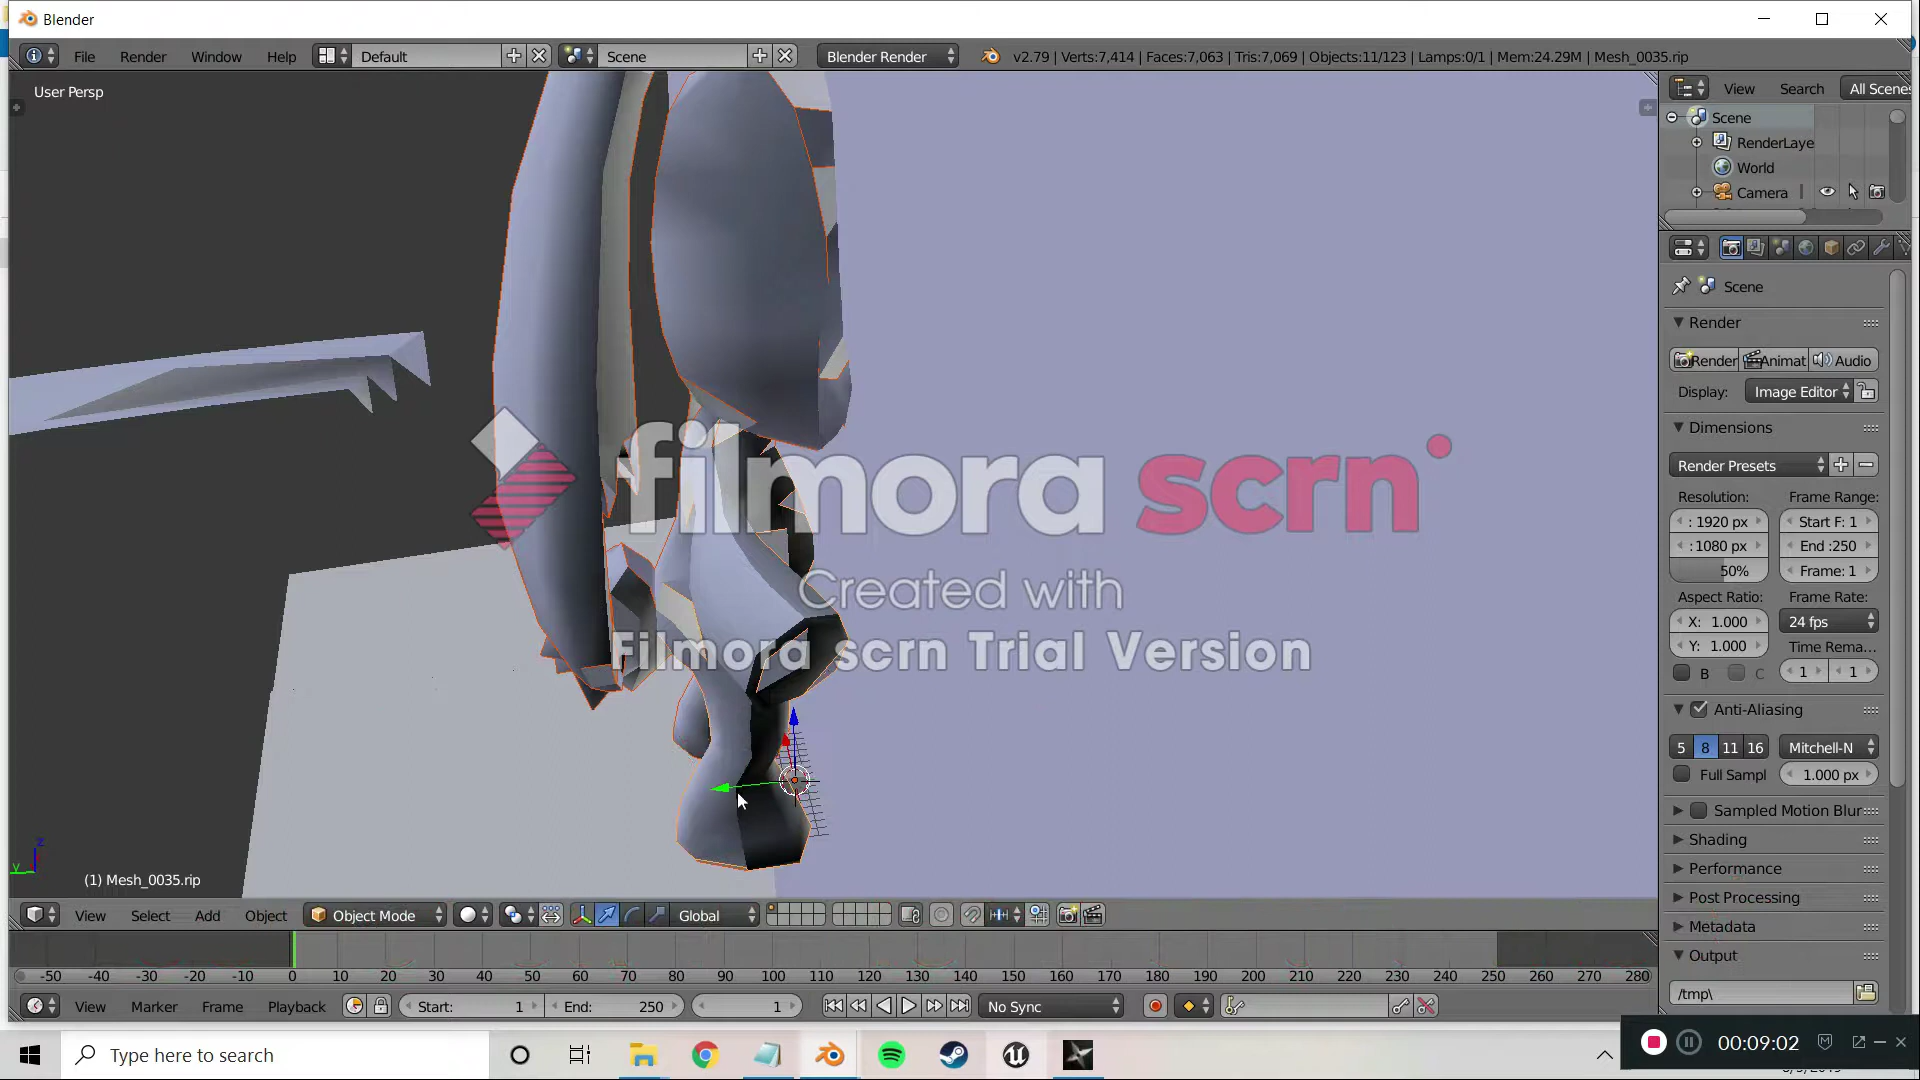 Blender
File Render Window Help Default Scene Blender Render v2.79 | Verts:7,414 | Faces:7,063 | Tris:7,069 | Objects:11/123 | Lamps:0/1 | Mem:24.29M | Mesh_0035.rip
User Persp
View Search All Scenes
Scene
RenderLaye
World
Camera
Scene
Render
Render Animat Audio
Display: Image Editor
Dimensions
Render Presets
Resolution: Frame Range:
: 1920 px Start F: 1
: 1080 px End :250
50% Frame: 1
Aspect Ratio: Frame Rate:
X: 1.000 24 fps
Y: 1.000 Time Rema...
B C 1 1
Anti-Aliasing
5 8 11 16 Mitchell-N
Full Sampl 1.000 px
Sampled Motion Blur
Shading
Performance
Post Processing
Metadata
Output
/tmp\
filmora scrn
Created with
Filmora scrn Trial Version
z
y
(1) Mesh_0035.rip
View Select Add Object Object Mode Global
-50 -40 -30 -20 -10 0 10 20 30 40 50 60 70 80 90 100 110 120 130 140 150 160 170 180 190 200 210 220 230 240 250 260 270 280
View Marker Frame Playback Start: 1 End: 250 1 No Sync
Type here to search
00:09:02